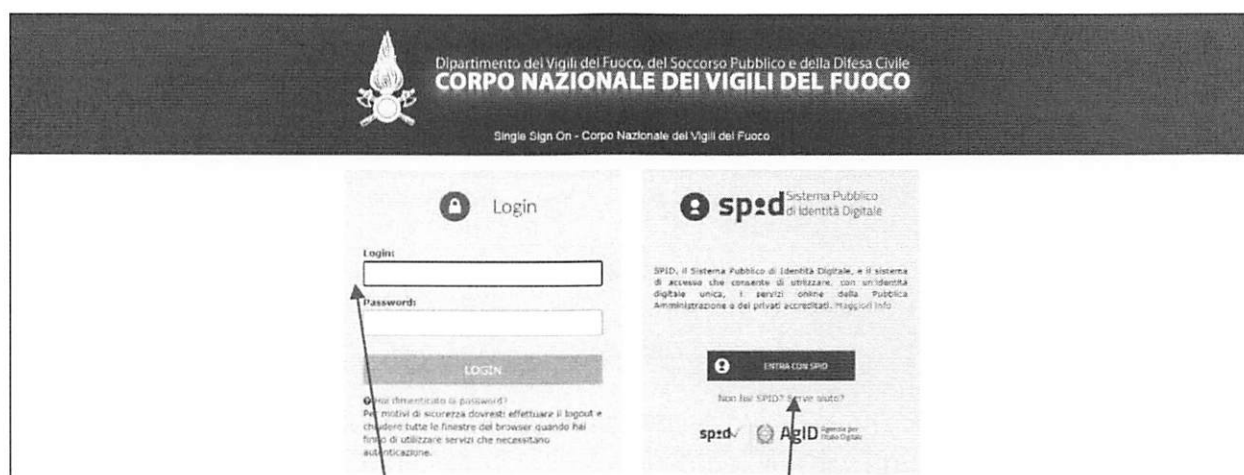 Dipartimento dei Vigili del Fuoco, del Soccorso Pubblico e della Difesa Civile
CORPO NAZIONALE DEI VIGILI DEL FUOCO
Single Sign On - Corpo Nazionale dei Vigili del Fuoco
Login
Login:
Password:
LOGIN
Hai dimenticato la password?
Per motivi di sicurezza dovresti effettuare il logout e
chiudere tutte le finestre del browser quando hai
finito di utilizzare servizi che necessitano
autenticazione.
spid Sistema Pubblico
di Identità Digitale
SPID, il Sistema Pubblico di Identità Digitale, e il sistema
di accesso che consente di utilizzare, con un'identità
digitale unica, i servizi online della Pubblica
Amministrazione e dei privati accreditati. Maggiori info
ENTRA CON SPID
Non hai SPID? Serve aiuto?
spid AgID Agenzia per
l'Italia Digitale